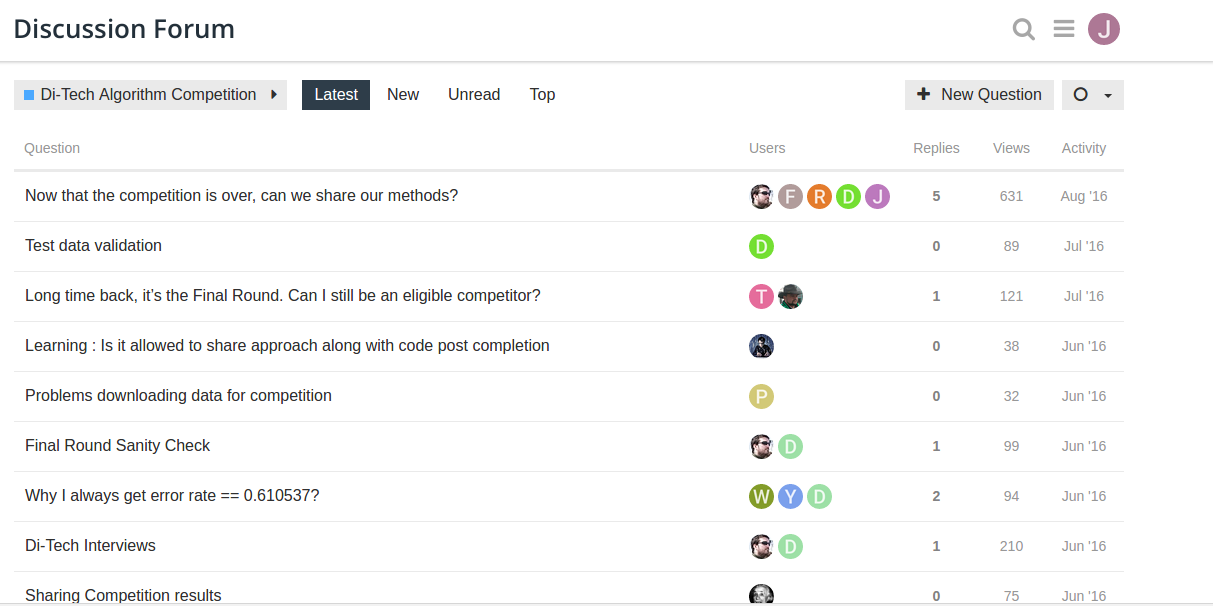 Discussion Forum
J
Di-Tech Algorithm Competition Latest New Unread Top New Question
Question Users Replies Views Activity
Now that the competition is over, can we share our methods? F R D J 5 631 Aug '16
Test data validation D 0 89 Jul '16
Long time back, it’s the Final Round. Can I still be an eligible competitor? T 1 121 Jul '16
Learning : Is it allowed to share approach along with code post completion 0 38 Jun '16
Problems downloading data for competition P 0 32 Jun '16
Final Round Sanity Check D 1 99 Jun '16
Why I always get error rate == 0.610537? W Y D 2 94 Jun '16
Di-Tech Interviews D 1 210 Jun '16
Sharing Competition results 0 75 Jun '16